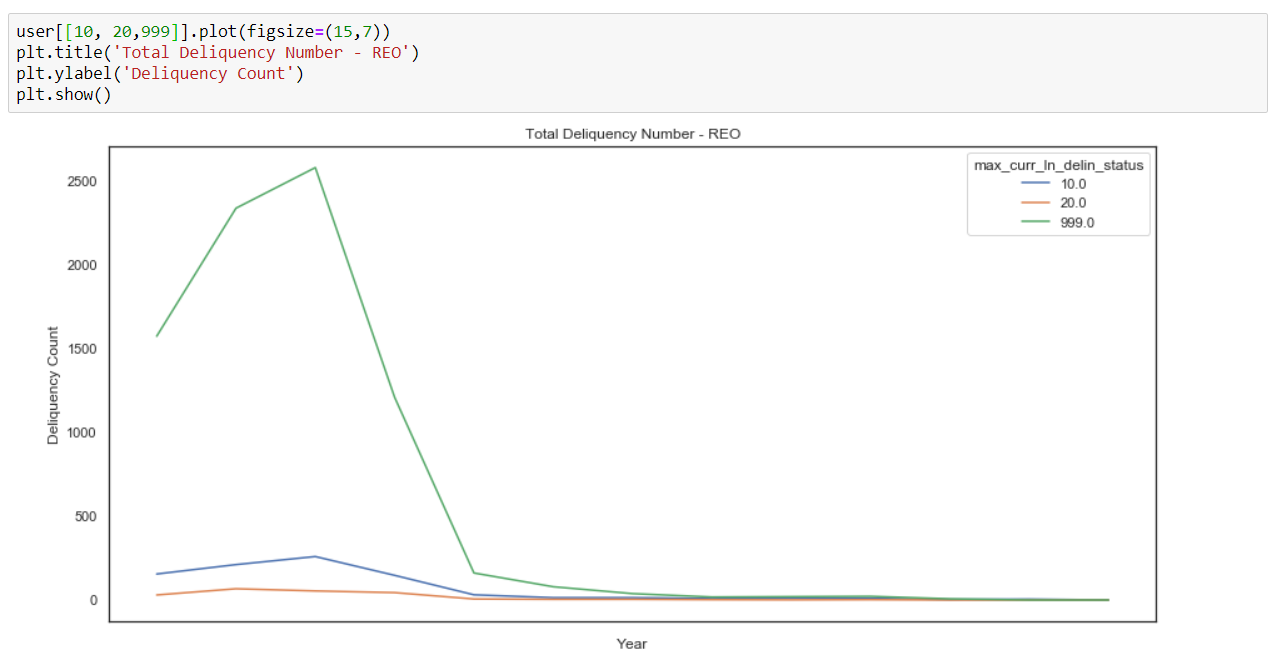 user[[10, 20,999]].plot(figsize=(15,7))
plt.title('Total Deliquency Number - REO')
plt.ylabel('Deliquency Count')
plt.show()
Total Deliquency Number - REO
max_curr_ln_delin_status
10.0
20.0
999.0
2500
2000
1500
1000
500
0
Deliquency Count
Year